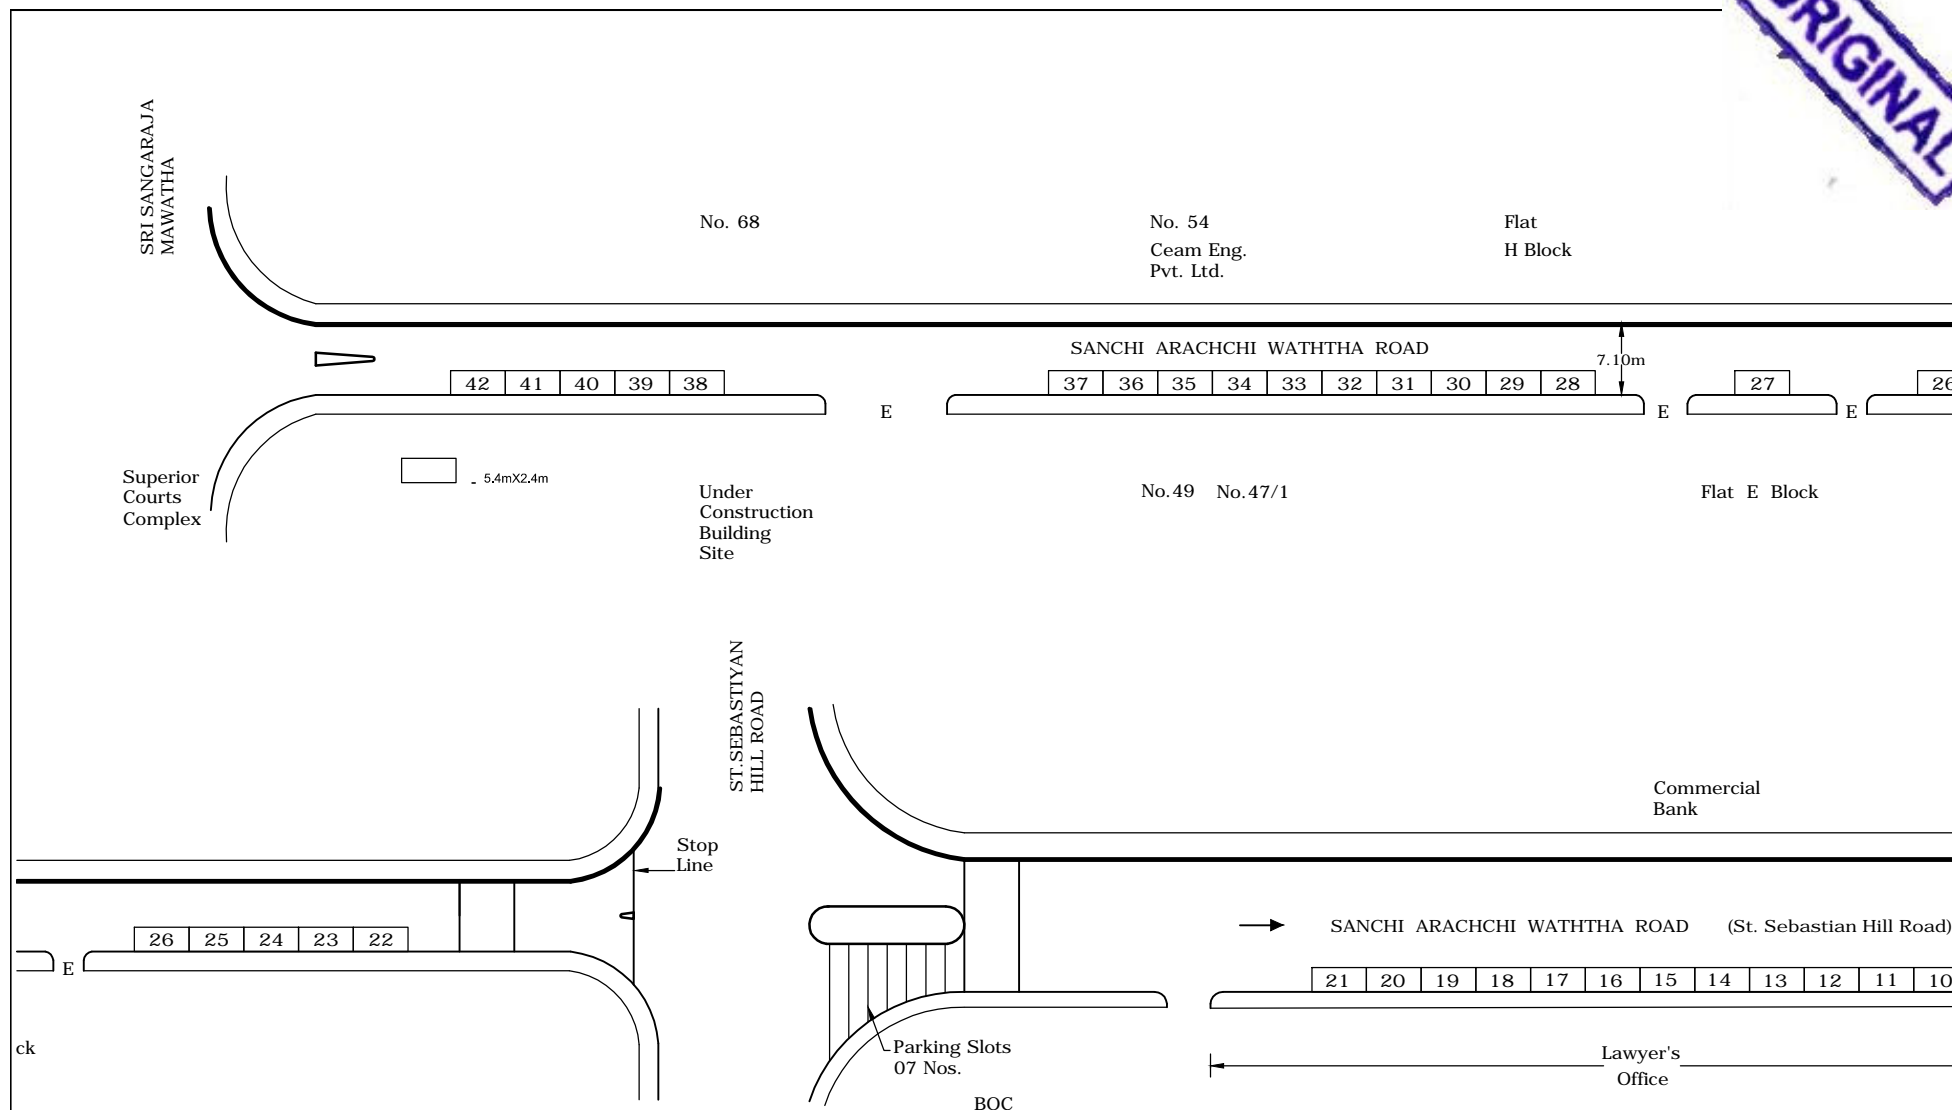 ORIGINAL
SRI SANGARAJA
MAWATHA
No. 68
No. 54
Ceam Eng.
Pvt. Ltd.
Flat
H Block
SANCHI ARACHCHI WATHTHA ROAD
7.10m
42 41 40 39 38
37 36 35 34 33 32 31 30 29 28
27
26
E
E
E
Superior
Courts
Complex
- 5.4mX2.4m
Under
Construction
Building
Site
No.49 No.47/1
Flat E Block
ST.SEBASTIYAN
HILL ROAD
Commercial
Bank
Stop
Line
SANCHI ARACHCHI WATHTHA ROAD (St. Sebastian Hill Road)
26 25 24 23 22
E
21 20 19 18 17 16 15 14 13 12 11 10
ck
Parking Slots
07 Nos.
Lawyer's
Office
BOC